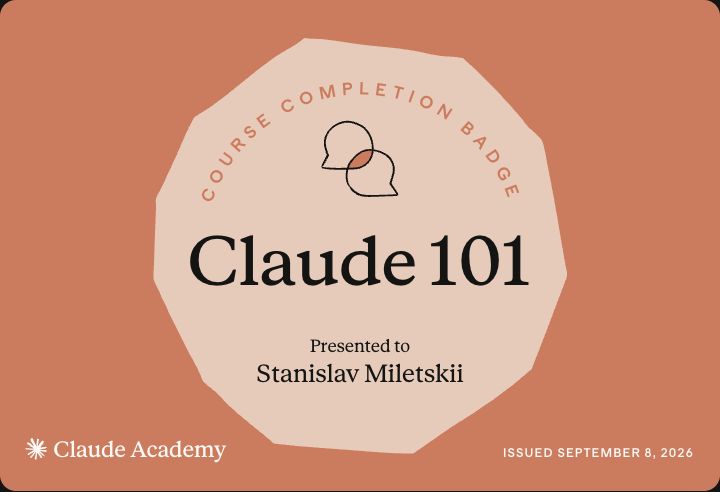 COURSE COMPLETION BADGE
Claude 101
Presented to
Stanislav Miletskii
Claude Academy
ISSUED SEPTEMBER 8, 2026